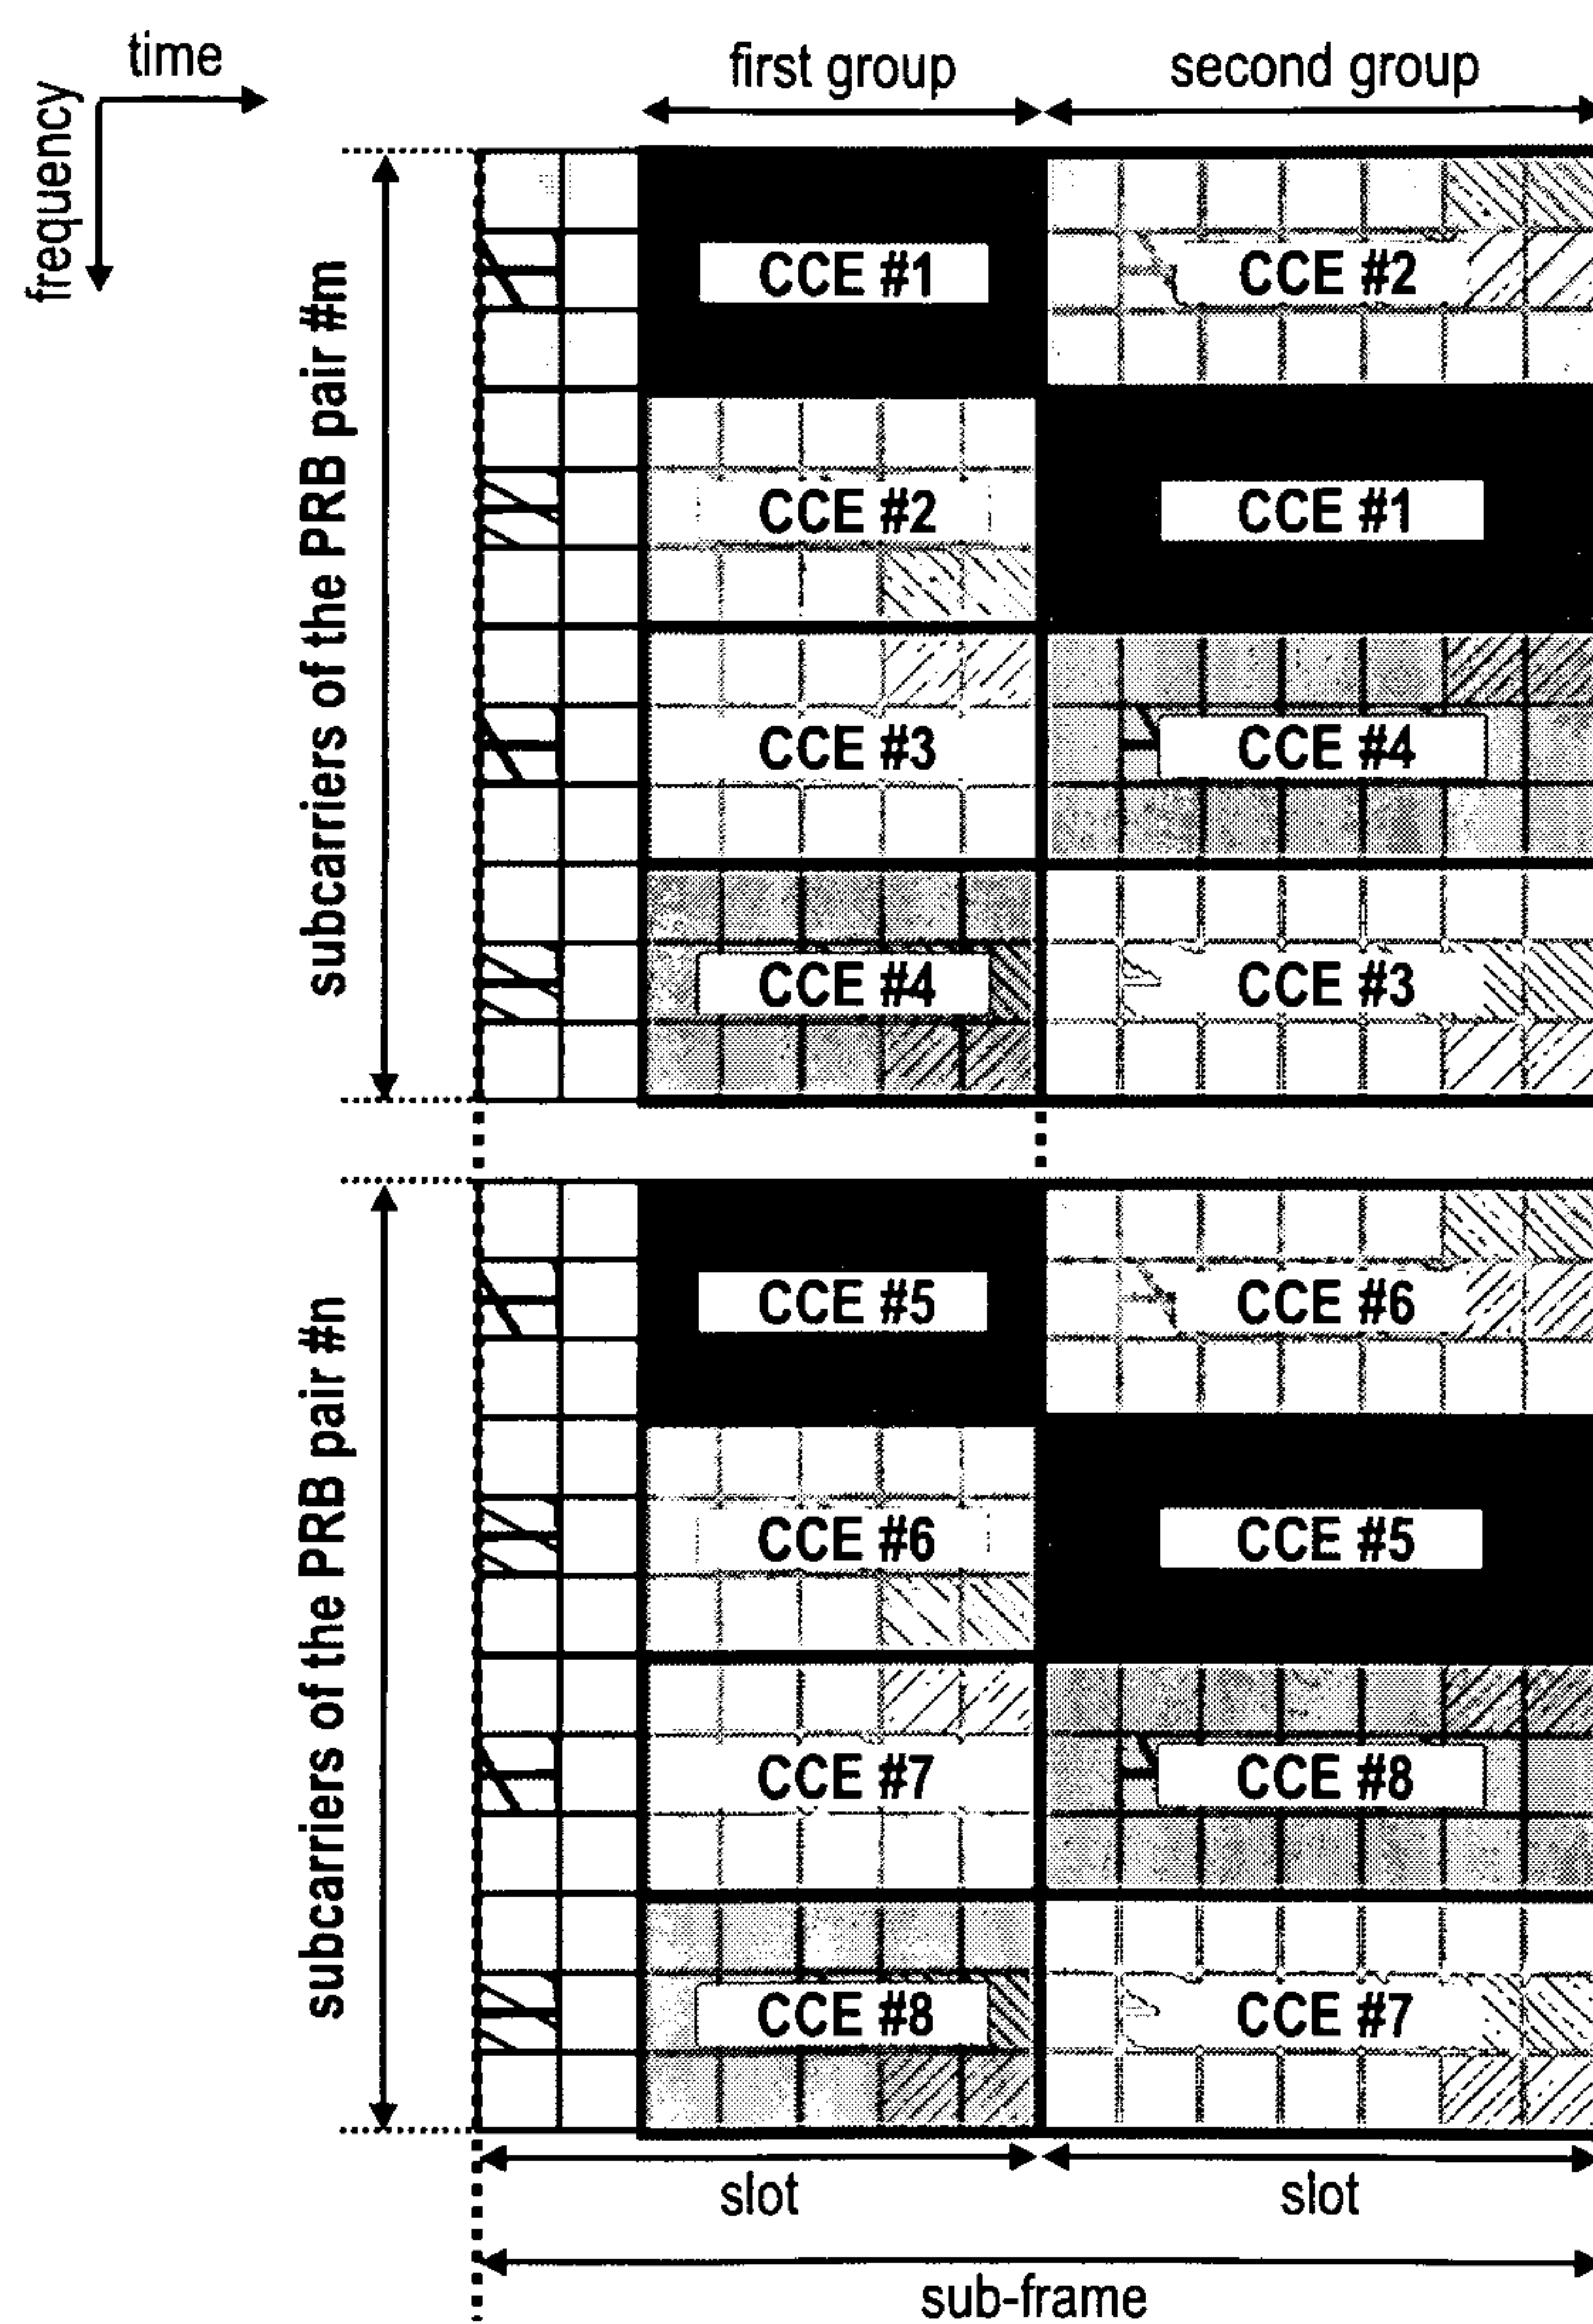 time
first group
second group
frequency
subcarriers of the PRB pair #m
CCE #1
CCE #2
CCE #2
CCE #1
CCE #3
CCE #4
CCE #4
CCE #3
subcarriers of the PRB pair #n
CCE #5
CCE #6
CCE #6
CCE #5
CCE #7
CCE #8
CCE #8
CCE #7
slot
slot
sub-frame